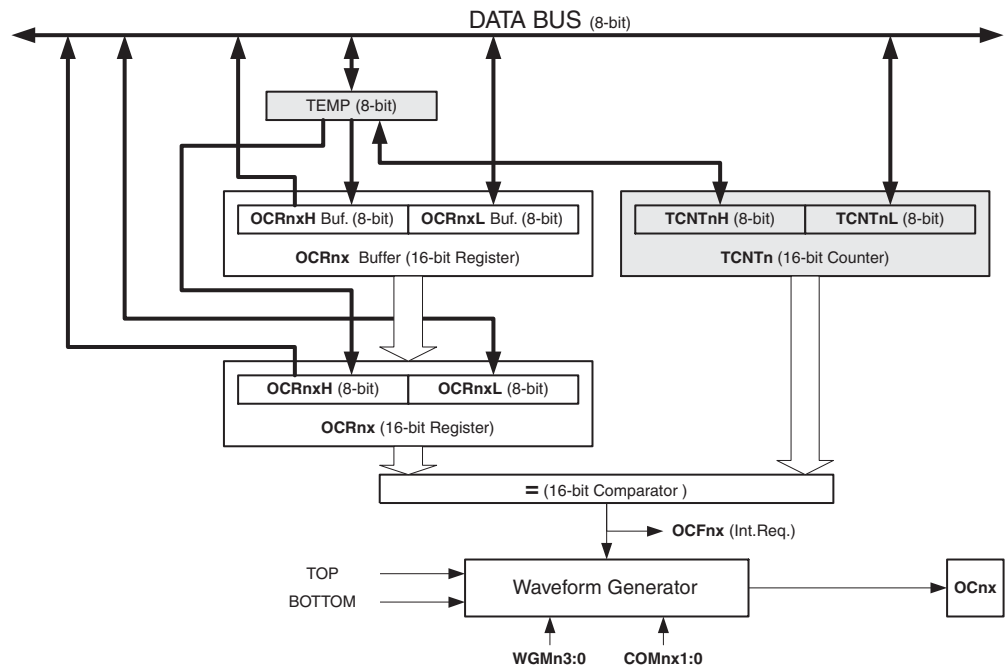 DATA BUS (8-bit)
TEMP (8-bit)
OCRnxH Buf. (8-bit) OCRnxL Buf. (8-bit)
OCRnx Buffer (16-bit Register)
TCNTnH (8-bit) TCNTnL (8-bit)
TCNTn (16-bit Counter)
OCRnxH (8-bit) OCRnxL (8-bit)
OCRnx (16-bit Register)
= (16-bit Comparator )
OCFnx (Int.Req.)
TOP
BOTTOM
Waveform Generator
OCnx
WGMn3:0 COMnx1:0